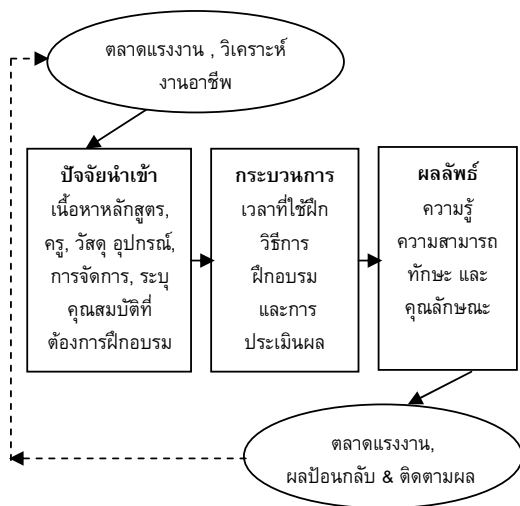 ตลาดแรงงาน , วิเคราะห์
งานอาชีพ
ปัจจัยนำเข้า
เนื้อหาหลักสูตร,
ครู, วัสดุ อุปกรณ์,
การจัดการ, ระบุ
คุณสมบัติที่
ต้องการฝึกอบรม
กระบวนการ
เวลาที่ใช้ฝึก
วิธีการ
ฝึกอบรม
และการ
ประเมินผล
ผลลัพธ์
ความรู้
ความสามารถ
ทักษะ และ
คุณลักษณะ
ตลาดแรงงาน,
ผลป้อนกลับ & ติดตามผล